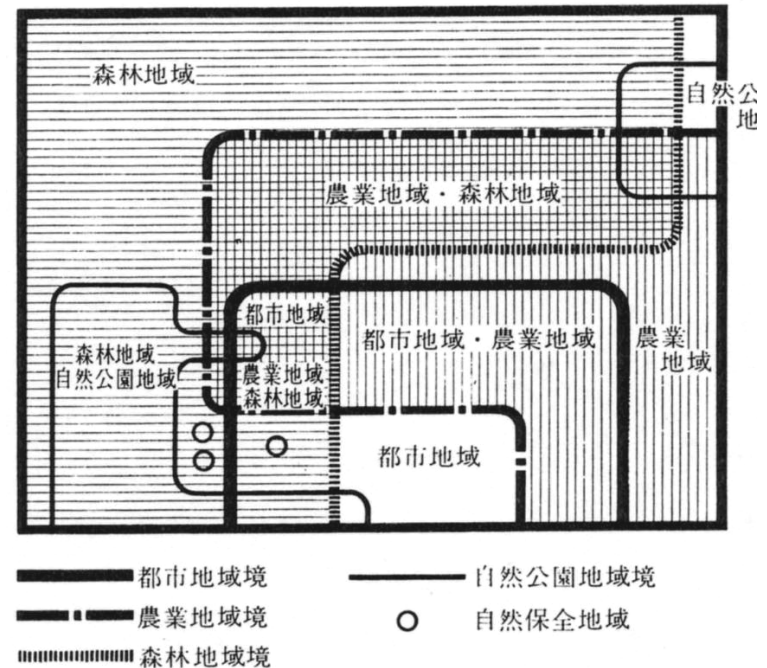 森林地域
自然公
地
農業地域・森林地域
都市地域
都市地域・農業地域
農業
地域
森林地域
自然公園地域
農業地域
森林地域
都市地域
都市地域境
自然公園地域境
農業地域境
自然保全地域
森林地域境